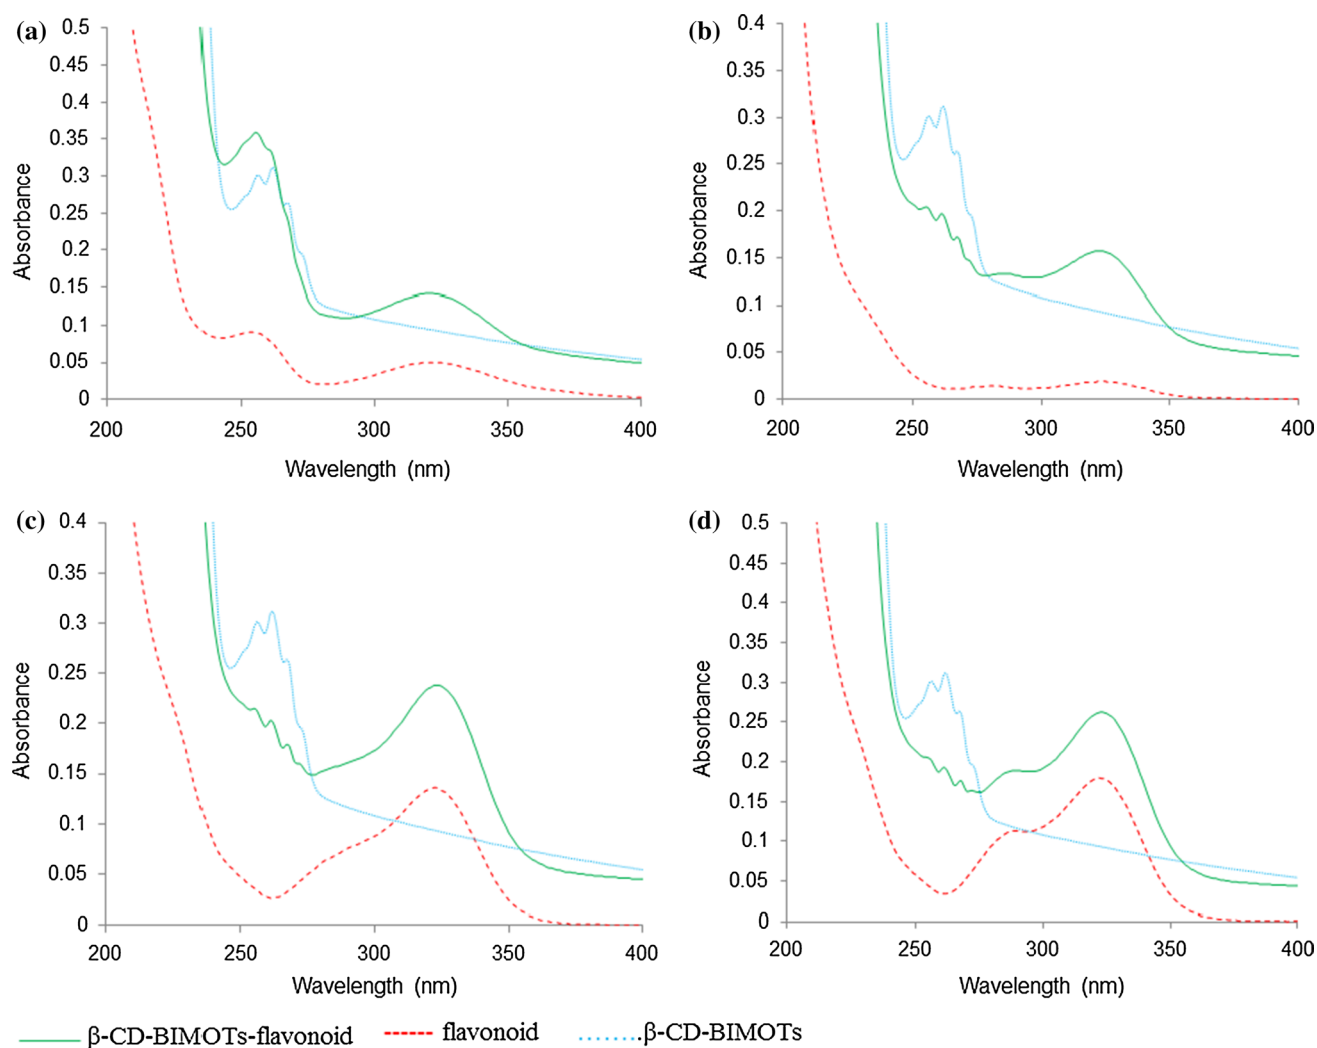 (a)
0.5
0.45
0.4
0.35
0.3
0.25
0.2
0.15
0.1
0.05
0
Absorbance
200 250 300 350 400
Wavelength (nm)
(b)
0.4
0.35
0.3
0.25
0.2
0.15
0.1
0.05
0
Absorbance
200 250 300 350 400
Wavelength (nm)
(c)
0.4
0.35
0.3
0.25
0.2
0.15
0.1
0.05
0
Absorbance
200 250 300 350 400
Wavelength (nm)
(d)
0.5
0.45
0.4
0.35
0.3
0.25
0.2
0.15
0.1
0.05
0
Absorbance
200 250 300 350 400
Wavelength (nm)
β-CD-BIMOTs-flavonoid flavonoid β-CD-BIMOTs